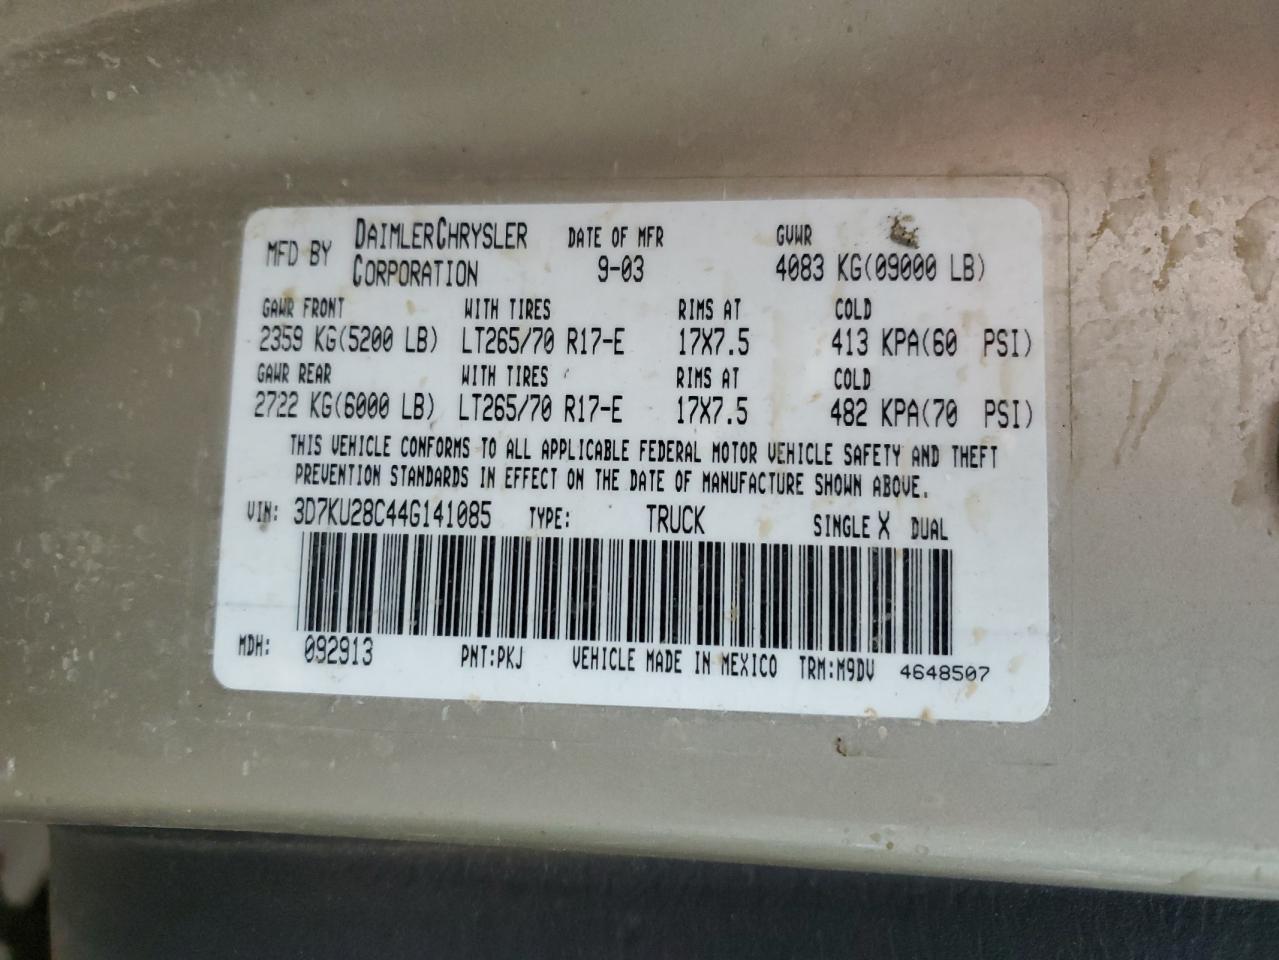 MFD BY DAIMLERCHRYSLER CORPORATION DATE OF MFR 9-03 GVWR 4083 KG(09000 LB)
GAWR FRONT WITH TIRES RIMS AT COLD
2359 KG(5200 LB) LT265/70 R17-E 17X7.5 413 KPA(60 PSI)
GAWR REAR WITH TIRES RIMS AT COLD
2722 KG(6000 LB) LT265/70 R17-E 17X7.5 482 KPA(70 PSI)
THIS VEHICLE CONFORMS TO ALL APPLICABLE FEDERAL MOTOR VEHICLE SAFETY AND THEFT
PREVENTION STANDARDS IN EFFECT ON THE DATE OF MANUFACTURE SHOWN ABOVE.
VIN: 3D7KU28C44G141085 TYPE: TRUCK SINGLE X DUAL
MDH: 092913 PNT:PKJ VEHICLE MADE IN MEXICO TRM:M9DV 4648507